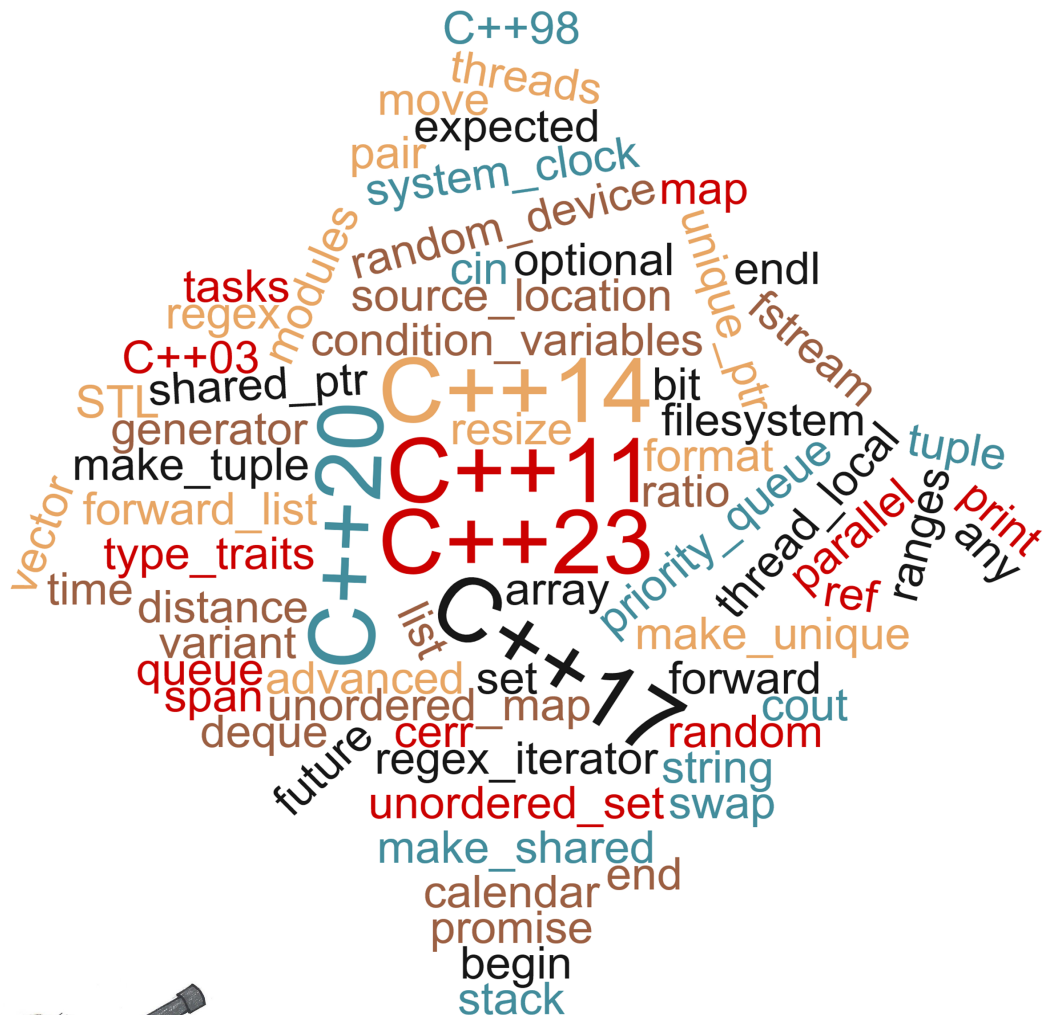 C++98
threads
move
expected
pair
system_clock
random_device
map
modules
unique_ptr
cin
optional
endl
tasks
source_location
fstream
regex
condition_variables
C++03
shared_ptr
C++14
bit
STL
filesystem
generator
C++20
resize
thread_local
tuple
make_tuple
C++11
format
priority_queue
vector
forward_list
ratio
parallel
ranges
print
type_traits
C++23
any
time
array
ref
distance
list
C++17
variant
make_unique
queue
advanced
set
forward
span
unordered_map
cout
deque
cerr
random
future
regex_iterator
string
unordered_set
swap
make_shared
end
calendar
promise
begin
stack